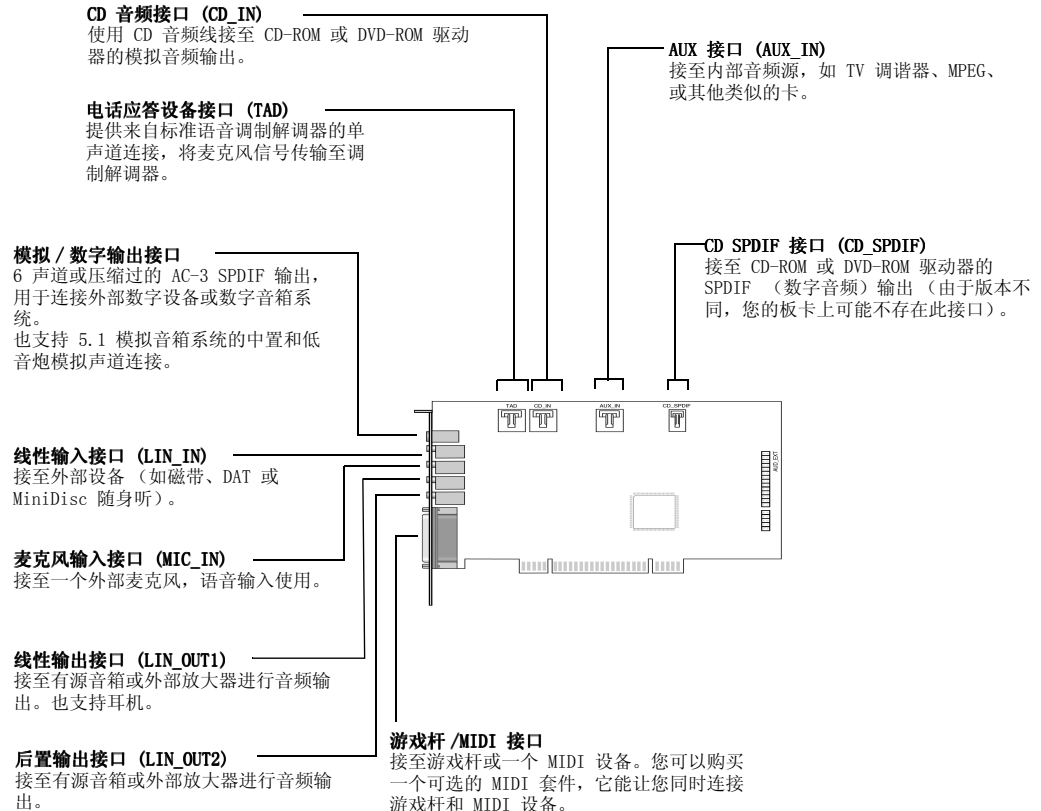 CD 音频接口 (CD_IN)
使用 CD 音频线接至 CD-ROM 或 DVD-ROM 驱动
器的模拟音频输出。
AUX 接口 (AUX_IN)
接至内部音频源，如 TV 调谐器、MPEG、
或其他类似的卡。
电话应答设备接口 (TAD)
提供来自标准语音调制解调器的单
声道连接，将麦克风信号传输至调
制解调器。
模拟 / 数字输出接口
6 声道或压缩过的 AC-3 SPDIF 输出，
用于连接外部数字设备或数字音箱系
统。
也支持 5.1 模拟音箱系统的中置和低
音炮模拟声道连接。
CD SPDIF 接口 (CD_SPDIF)
接至 CD-ROM 或 DVD-ROM 驱动器的
SPDIF （数字音频）输出 （由于版本不
同，您的板卡上可能不存在此接口）。
TAD
CD_IN
AUX_IN
CD_SPDIF
AUD_EXT
线性输入接口 (LIN_IN)
接至外部设备 （如磁带、DAT 或
MiniDisc 随身听）。
麦克风输入接口 (MIC_IN)
接至一个外部麦克风，语音输入使用。
线性输出接口 (LIN_OUT1)
接至有源音箱或外部放大器进行音频输
出。也支持耳机。
后置输出接口 (LIN_OUT2)
接至有源音箱或外部放大器进行音频输
出。
游戏杆 /MIDI 接口
接至游戏杆或一个 MIDI 设备。您可以购买
一个可选的 MIDI 套件，它能让您同时连接
游戏杆和 MIDI 设备。